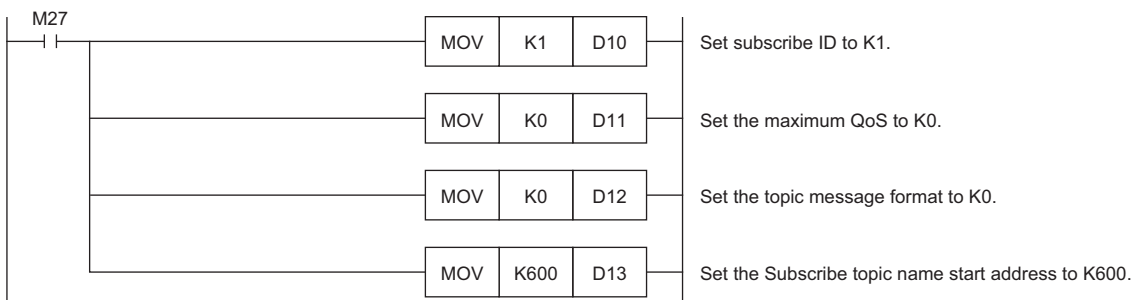 M27
MOV K1 D10 Set subscribe ID to K1.
MOV K0 D11 Set the maximum QoS to K0.
MOV K0 D12 Set the topic message format to K0.
MOV K600 D13 Set the Subscribe topic name start address to K600.